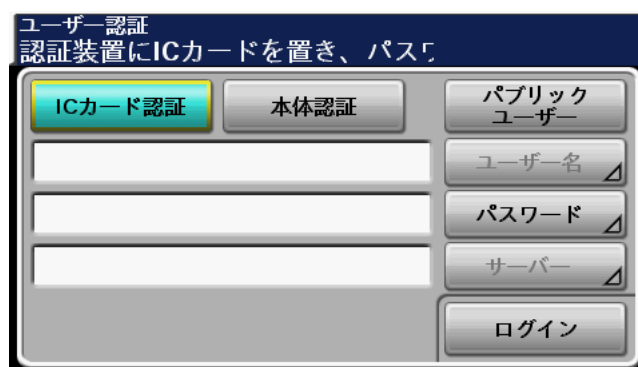 ユーザー認証
認証装置にICカードを置き、パス
ICカード認証
本体認証
パブリック
ユーザー
ユーザー名
パスワード
サーバー
ログイン